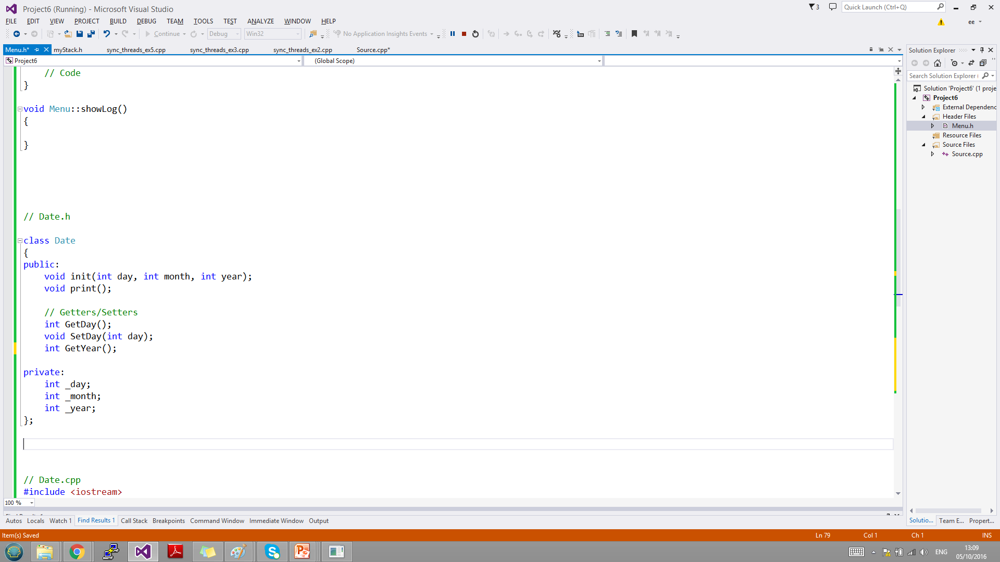 Project6 (Running) - Microsoft Visual Studio
3
Quick Launch (Ctrl+Q)
FILE EDIT VIEW PROJECT BUILD DEBUG TEAM TOOLS TEST ANALYZE WINDOW HELP
ee
Continue Debug Win32 No Application Insights Events
Menu.h* myStack.h sync_threads_ex5.cpp sync_threads_ex3.cpp sync_threads_ex2.cpp Source.cpp*
Project6 (Global Scope)
// Code
}
void Menu::showLog()
{
}
// Date.h
class Date
{
public:
void init(int day, int month, int year);
void print();
// Getters/Setters
int GetDay();
void SetDay(int day);
int GetYear();
private:
int _day;
int _month;
int _year;
};
// Date.cpp
#include <iostream>
100 %
Solution Explorer
Search Solution Explorer (
Solution 'Project6' (1 proje
Project6
External Dependenc
Header Files
Menu.h
Resource Files
Source Files
Source.cpp
Autos Locals Watch 1 Find Results 1 Call Stack Breakpoints Command Window Immediate Window Output
Solutio... Team E... Propert...
Item(s) Saved Ln 79 Col 1 Ch 1 INS
ENG
13:09
05/10/2016